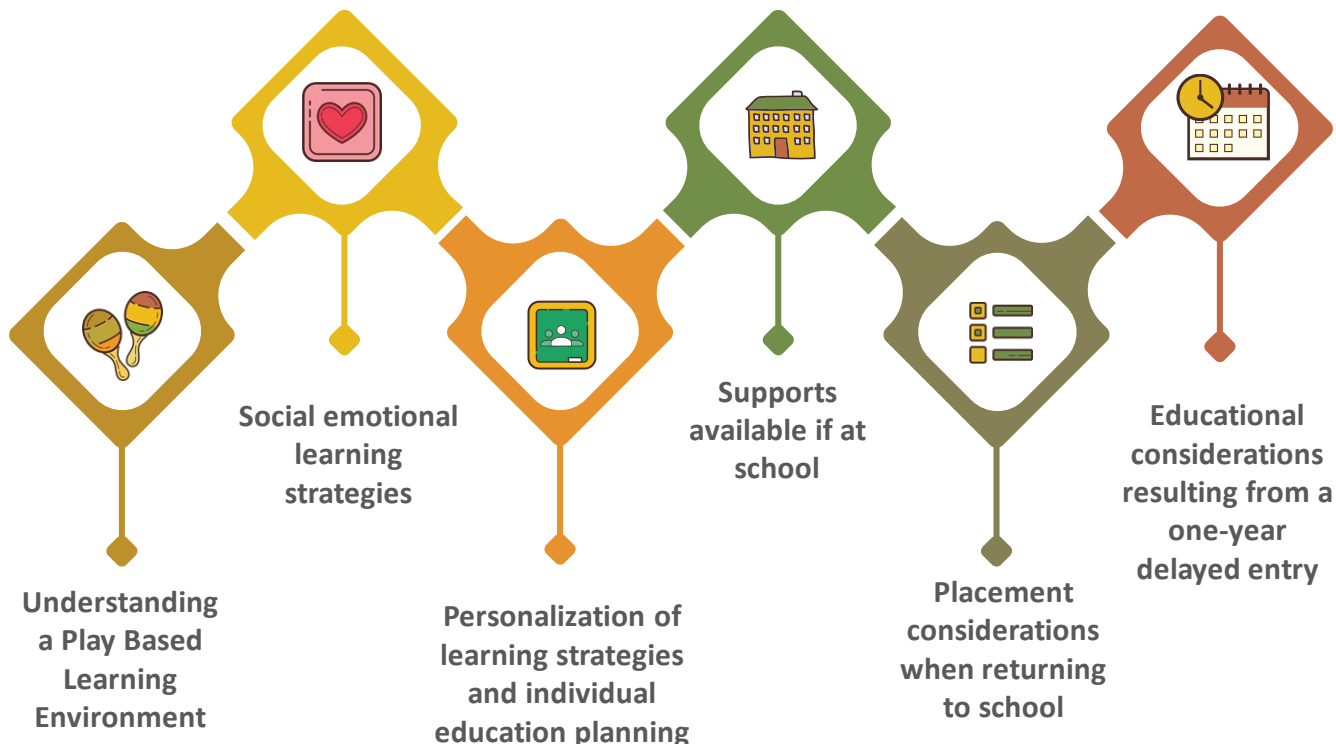 Understanding
a Play Based
Learning
Environment
Social emotional
learning
strategies
Personalization of
learning strategies
and individual
education planning
Supports
available if at
school
Placement
considerations
when returning
to school
Educational
considerations
resulting from a
one-year
delayed entry